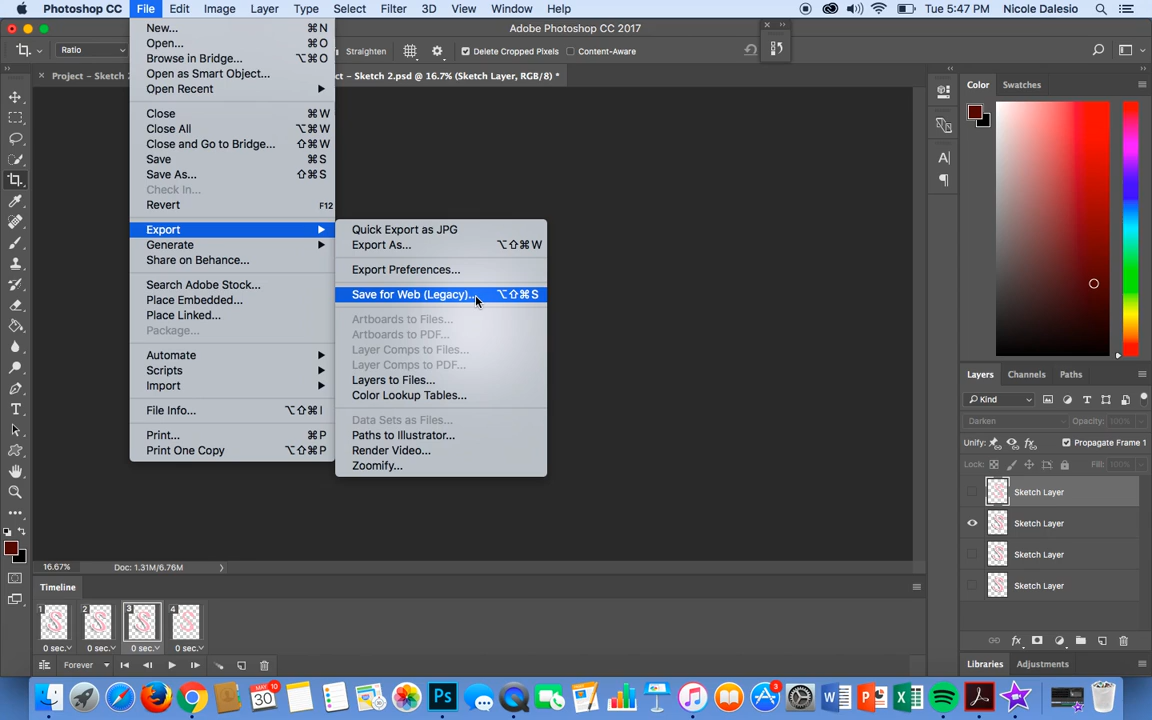 Photoshop CC File Edit Image Layer Type Select Filter 3D View Window Help Tue 5:47 PM Nicole Dalesio
Adobe Photoshop CC 2017
Ratio Straighten Delete Cropped Pixels Content-Aware
Project – Sketch 2 rt – Sketch 2.psd @ 16.7% (Sketch Layer, RGB/8) *
New... ⌘N
Open... ⌘O
Browse in Bridge... ⌥⌘O
Open as Smart Object...
Open Recent
Close ⌘W
Close All ⌥⌘W
Close and Go to Bridge... ⇧⌘W
Save ⌘S
Save As... ⇧⌘S
Check In...
Revert F12
Export
Generate
Share on Behance...
Search Adobe Stock...
Place Embedded...
Place Linked...
Package...
Automate
Scripts
Import
File Info... ⌥⇧⌘I
Print... ⌘P
Print One Copy ⌥⇧⌘P
Quick Export as JPG
Export As... ⌥⇧⌘W
Export Preferences...
Save for Web (Legacy)... ⌥⇧⌘S
Artboards to Files...
Artboards to PDF...
Layer Comps to Files...
Layer Comps to PDF...
Layers to Files...
Color Lookup Tables...
Data Sets as Files...
Paths to Illustrator...
Render Video...
Zoomify...
Color Swatches
Layers Channels Paths
Kind
Darken Opacity: 100%
Unify: Propagate Frame 1
Lock: Fill: 100%
Sketch Layer
Sketch Layer
Sketch Layer
Sketch Layer
Libraries Adjustments
16.67% Doc: 1.31M/6.76M
Timeline
1 2 3 4
0 sec. 0 sec. 0 sec. 0 sec.
Forever
MAY 30 10
Ps